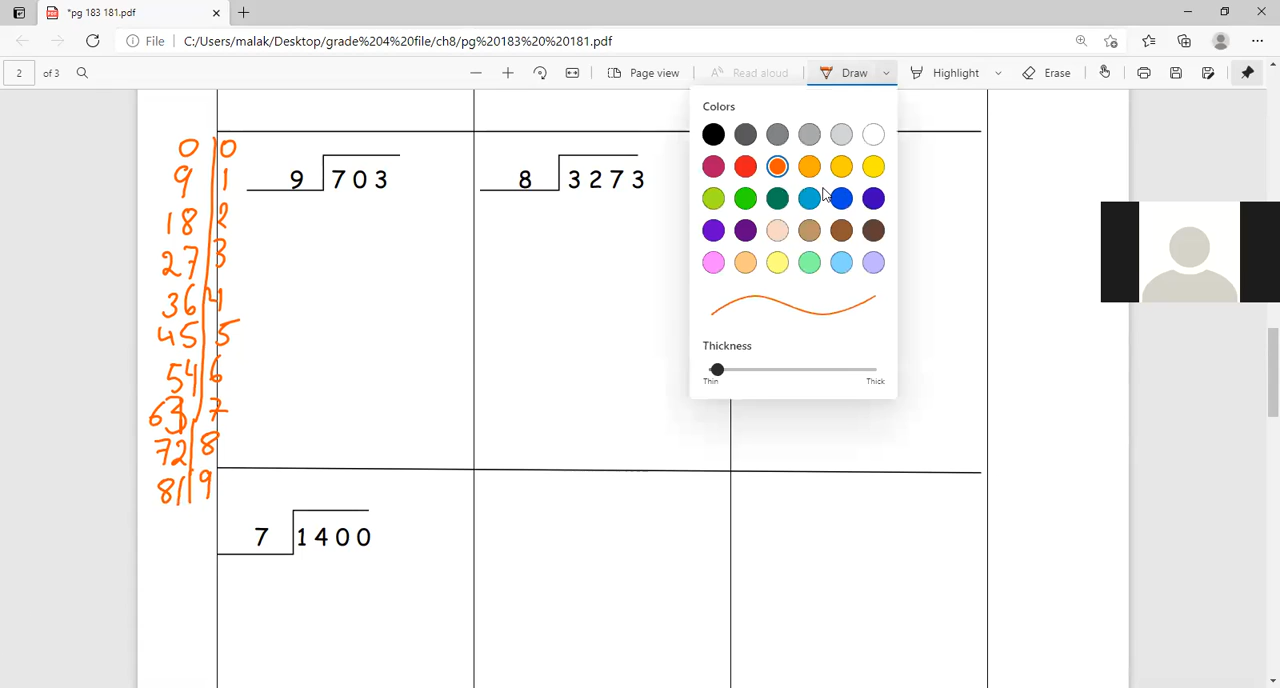 *pg 183 181.pdf
File C:/Users/malak/Desktop/grade%204%20file/ch8/pg%20183%20%20181.pdf
2 of 3 Page view Read aloud Draw Highlight Erase
Colors
Thickness
Thin Thick
0 0
9 1
18 2
27 3
36 4
45 5
54 6
63 7
72 8
81 9
9 703
8 3273
7 1400